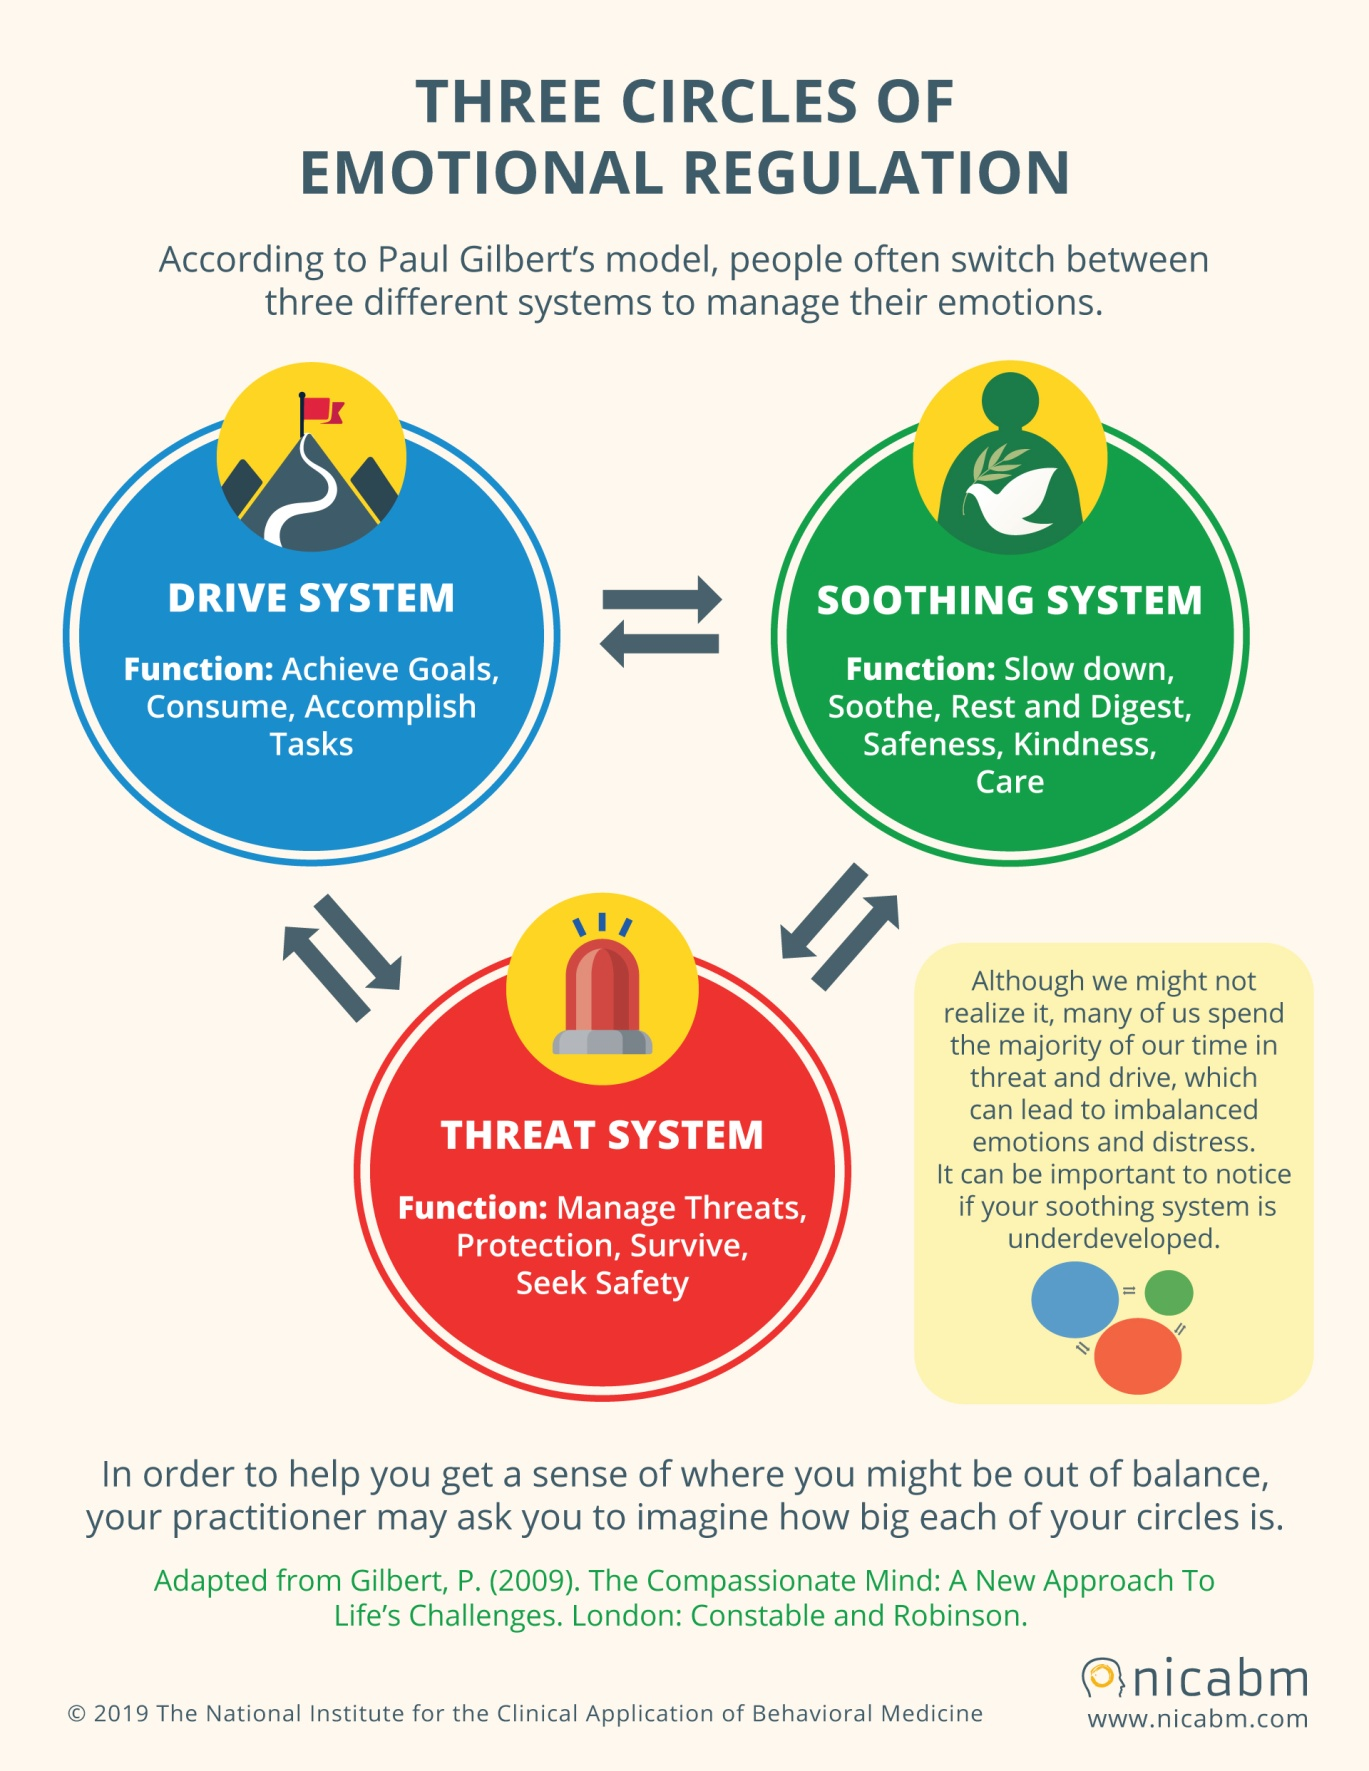 THREE CIRCLES OF
EMOTIONAL REGULATION
According to Paul Gilbert’s model, people often switch between
three different systems to manage their emotions.
DRIVE SYSTEM
Function: Achieve Goals,
Consume, Accomplish
Tasks
SOOTHING SYSTEM
Function: Slow down,
Soothe, Rest and Digest,
Safeness, Kindness,
Care
THREAT SYSTEM
Function: Manage Threats,
Protection, Survive,
Seek Safety
Although we might not
realize it, many of us spend
the majority of our time in
threat and drive, which
can lead to imbalanced
emotions and distress.
It can be important to notice
if your soothing system is
underdeveloped.
In order to help you get a sense of where you might be out of balance,
your practitioner may ask you to imagine how big each of your circles is.
Adapted from Gilbert, P. (2009). The Compassionate Mind: A New Approach To
Life’s Challenges. London: Constable and Robinson.
© 2019 The National Institute for the Clinical Application of Behavioral Medicine
nicabm
www.nicabm.com